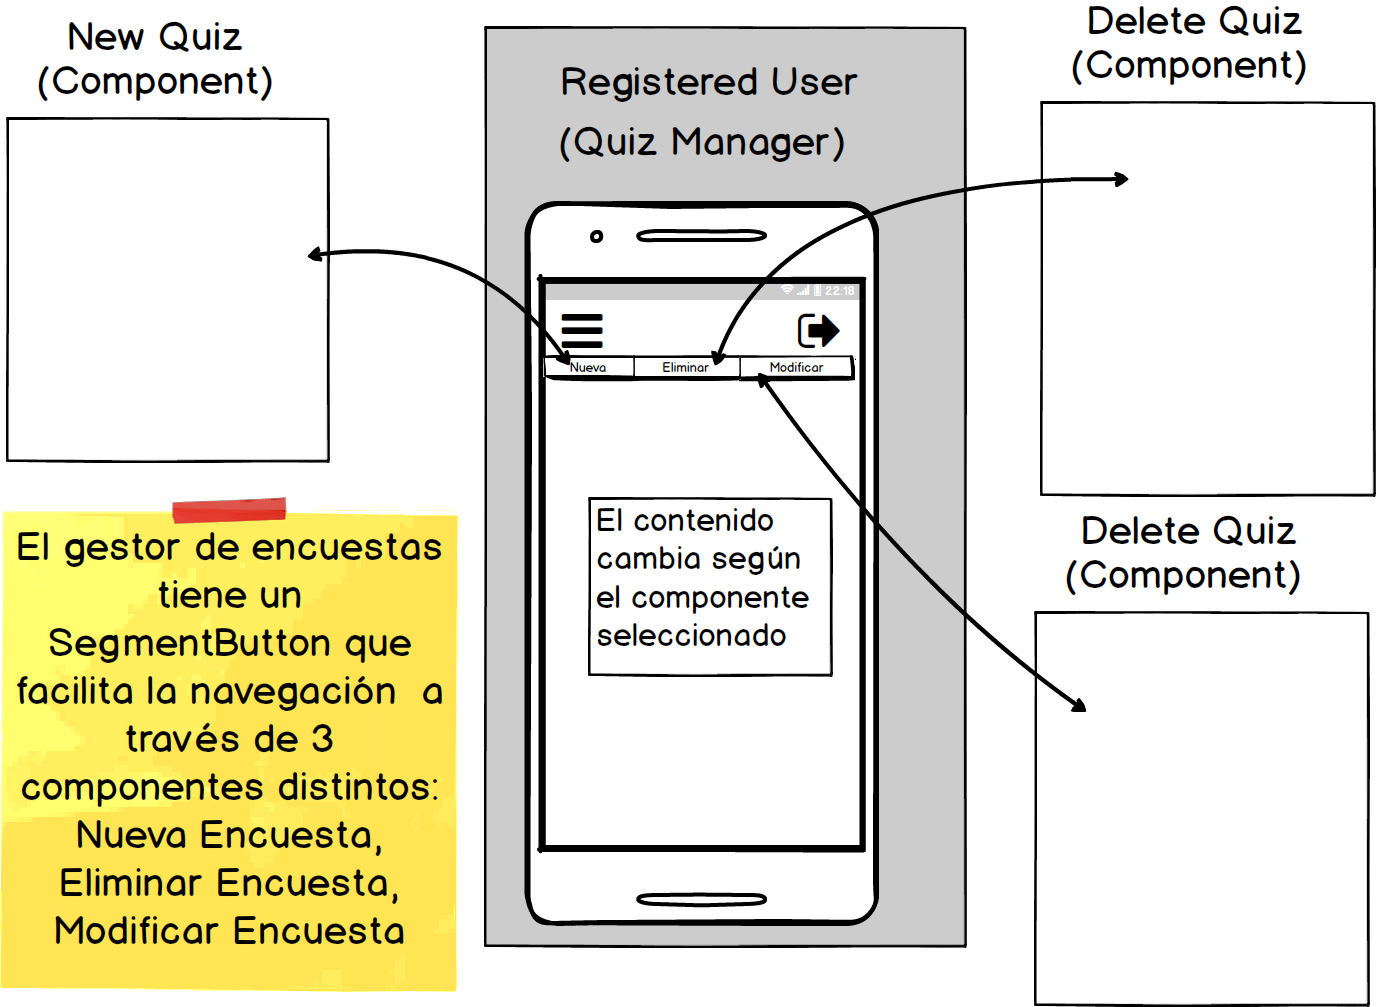 New Quiz
(Component)
Registered User
(Quiz Manager)
Delete Quiz
(Component)
22:18
Nueva
Eliminar
Modificar
El contenido
cambia según
el componente
seleccionado
El gestor de encuestas
tiene un
SegmentButton que
facilita la navegación a
través de 3
componentes distintos:
Nueva Encuesta,
Eliminar Encuesta,
Modificar Encuesta
Delete Quiz
(Component)